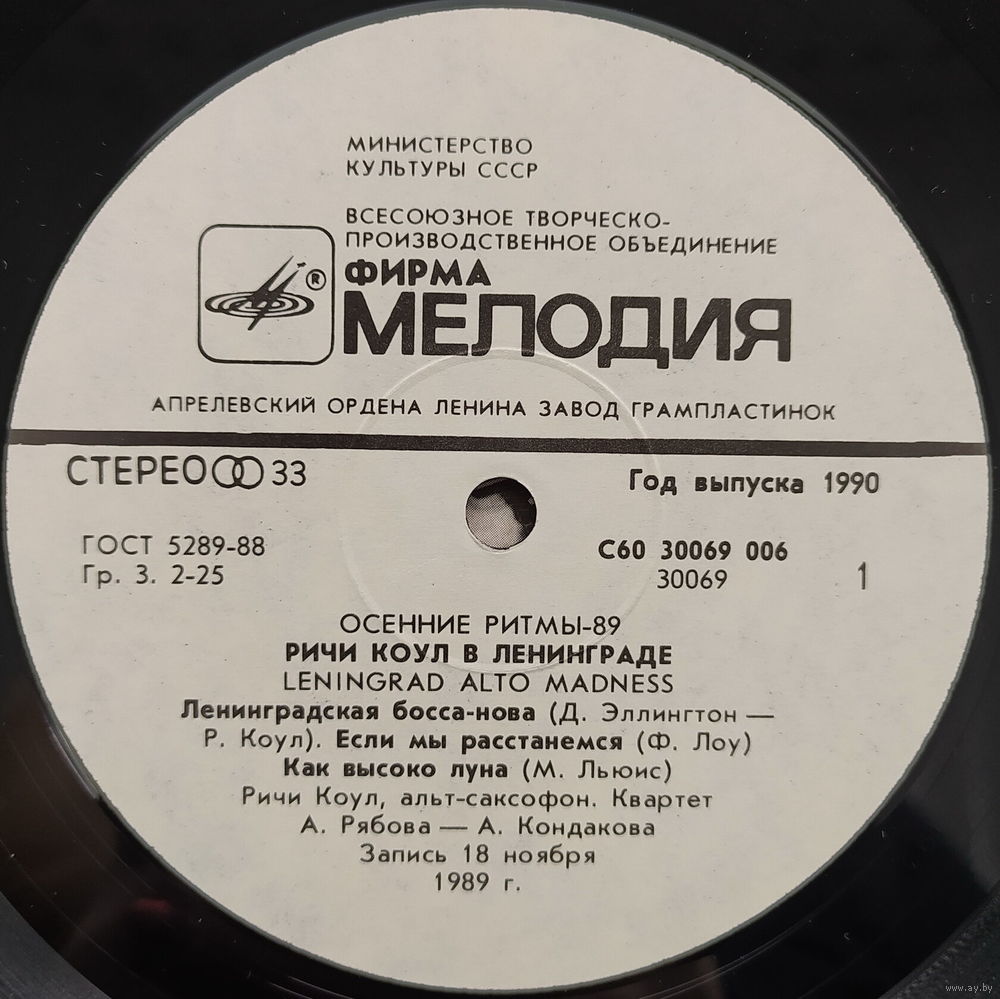 МИНИСТЕРСТВО
КУЛЬТУРЫ СССР
ВСЕСОЮЗНОЕ ТВОРЧЕСКО-
ПРОИЗВОДСТВЕННОЕ ОБЪЕДИНЕНИЕ
®
ФИРМА
МЕЛОДИЯ
АПРЕЛЕВСКИЙ ОРДЕНА ЛЕНИНА ЗАВОД ГРАМПЛАСТИНОК
СТЕРЕО 33
Год выпуска 1990
ГОСТ 5289-88
Гр. 3. 2-25
С60 30069 006
30069
1
ОСЕННИЕ РИТМЫ-89
РИЧИ КОУЛ В ЛЕНИНГРАДЕ
LENINGRAD ALTO MADNESS
Ленинградская босса-нова (Д. Эллингтон —
Р. Коул). Если мы расстанемся (Ф. Лоу)
Как высоко луна (М. Льюис)
Ричи Коул, альт-саксофон. Квартет
А. Рябова — А. Кондакова
Запись 18 ноября
1989 г.
www.ay.by